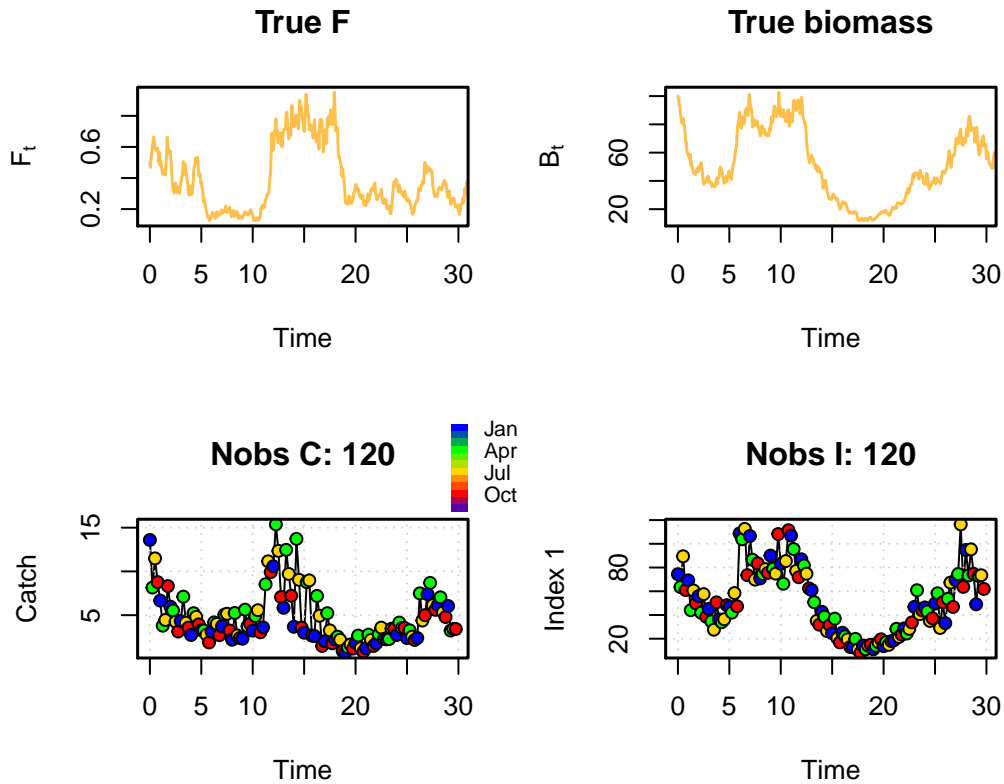 True F
F_t
0.2 0.6
0 5 10 20 30
Time
True biomass
B_t
20 60
0 5 10 20 30
Time
Nobs C: 120
Jan
Apr
Jul
Oct
Catch
5 15
0 5 10 20 30
Time
Nobs I: 120
Index 1
20 80
0 5 10 20 30
Time